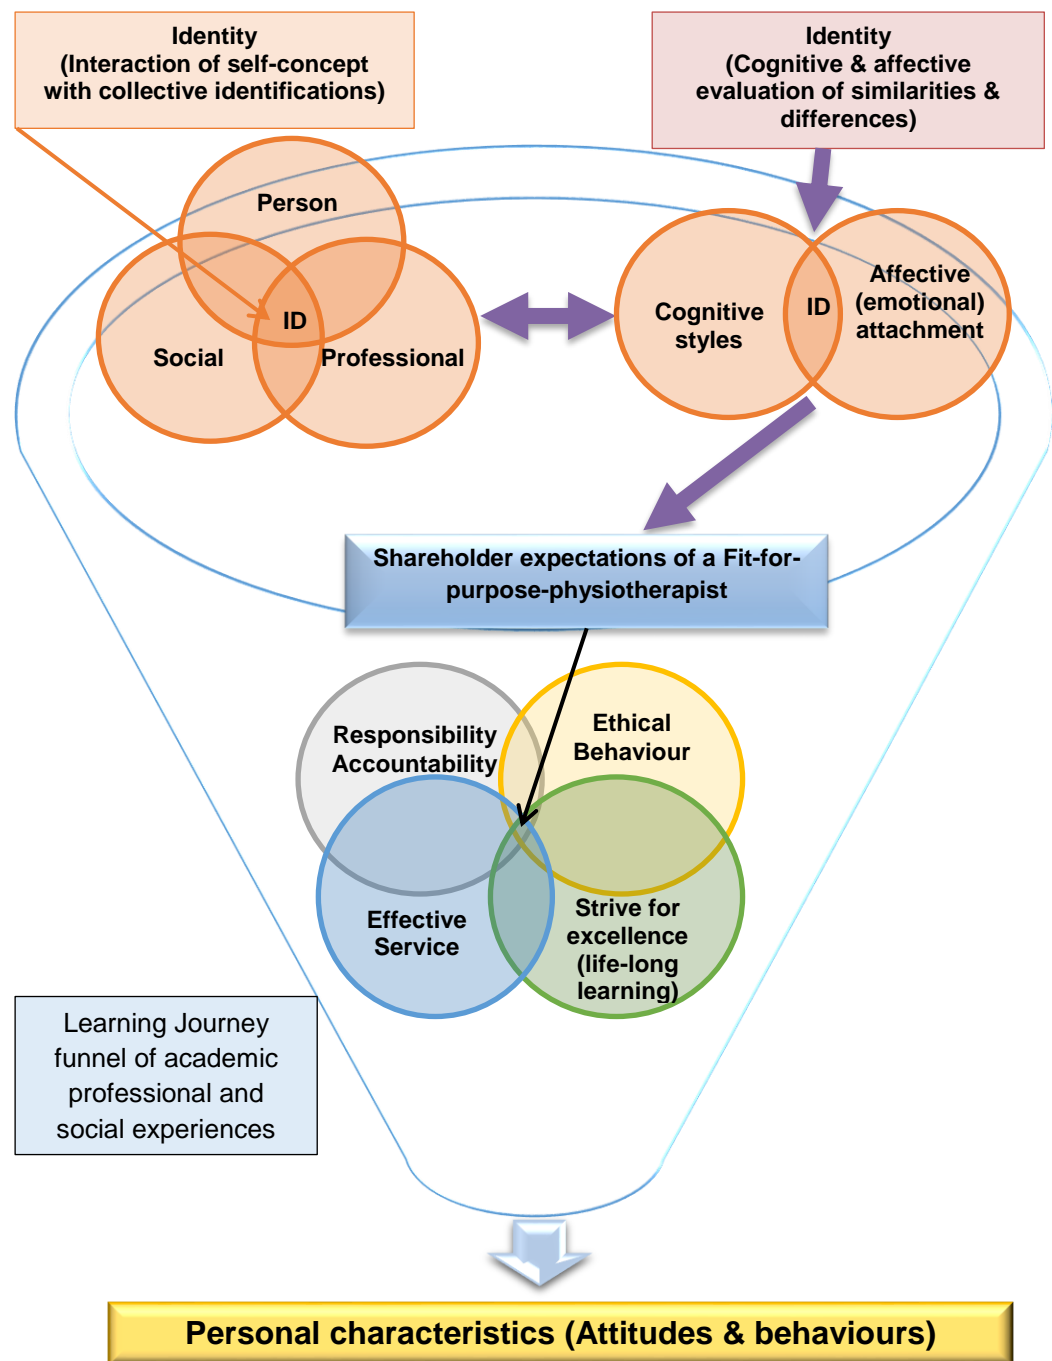 Identity
(Interaction of self-concept
with collective identifications)
Identity
(Cognitive & affective
evaluation of similarities &
differences)
Person
Social
ID
Professional
Cognitive
styles
ID
Affective
(emotional)
attachment
Shareholder expectations of a Fit-for-
purpose-physiotherapist
Responsibility
Accountability
Ethical
Behaviour
Effective
Service
Strive for
excellence
(life-long
learning)
Learning Journey
funnel of academic
professional and
social experiences
Personal characteristics (Attitudes & behaviours)